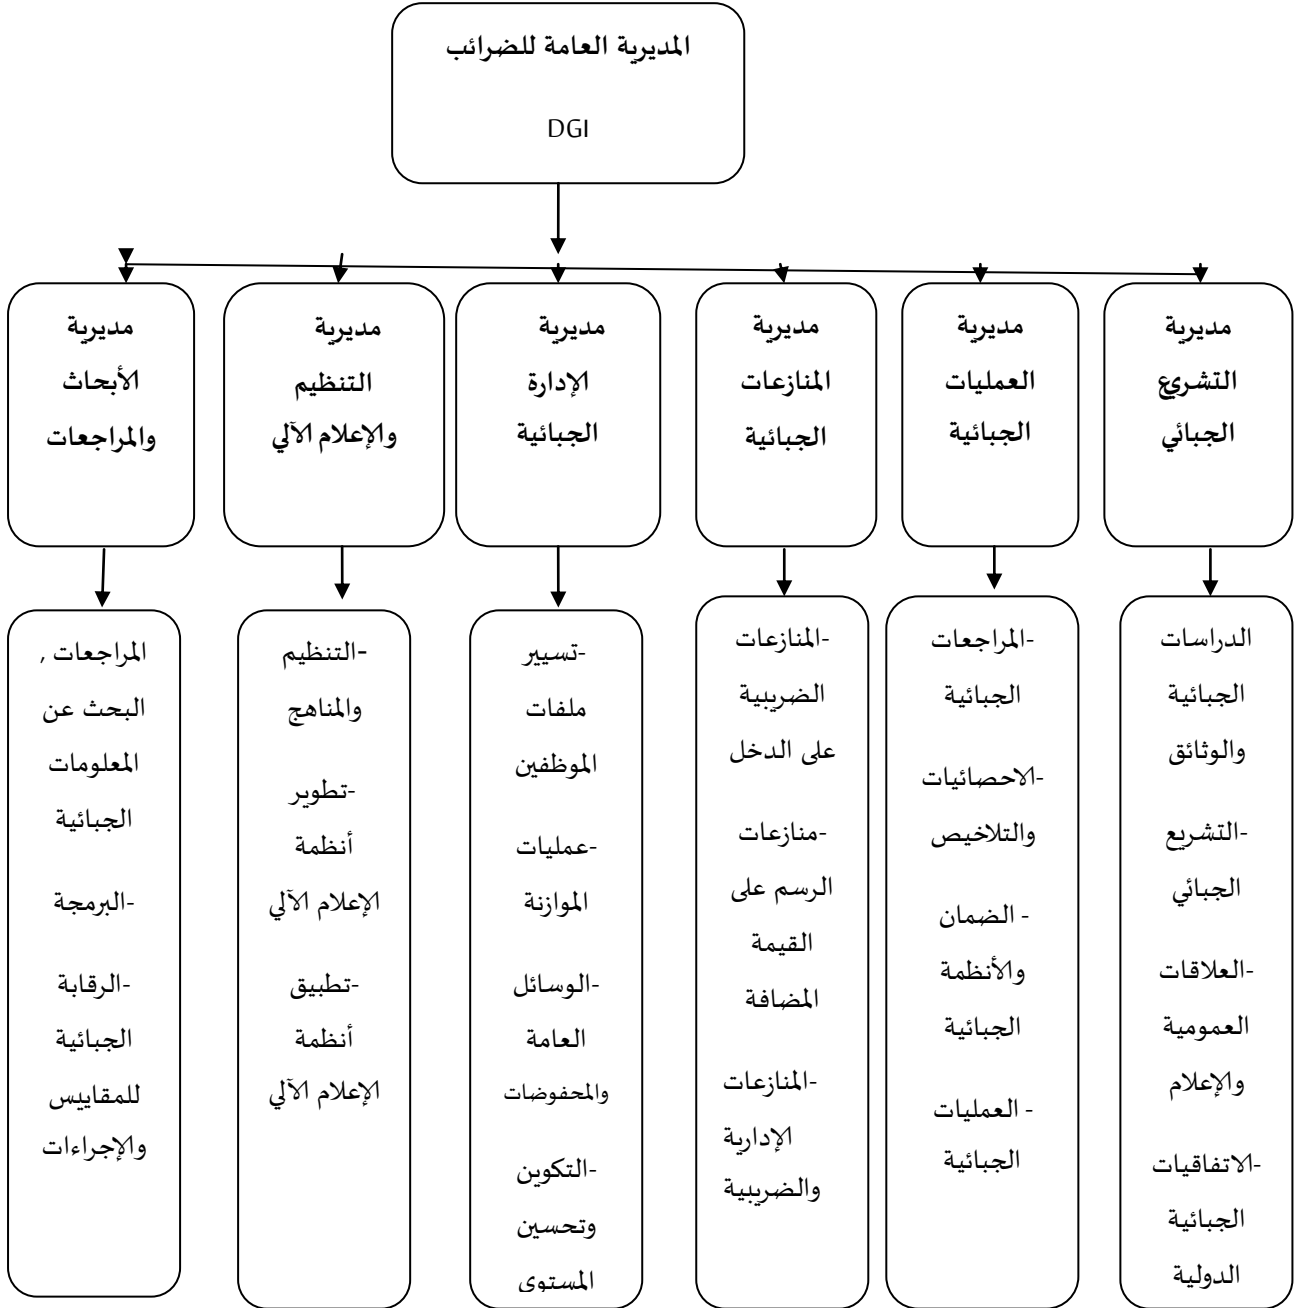 المديرية العامة للضرائب
DGI
مديرية
التشريع
الجبائي
مديرية
العمليات
الجبائية
مديرية
المنازعات
الجبائية
مديرية
الإدارة
الجبائية
مديرية
التنظيم
والإعلام الآلي
مديرية
الأبحاث
والمراجعات
الدراسات
الجبائية
والوثائق
-التشريع
الجبائي
-العلاقات
العمومية
والإعلام
-الاتفاقيات
الجبائية
الدولية
-المراجعات
الجبائية
-الاحصائيات
والتلاخيص
- الضمان
والأنظمة
الجبائية
- العمليات
الجبائية
-المنازعات
الضريبية
على الدخل
-منازعات
الرسم على
القيمة
المضافة
-المنازعات
الإدارية
والضريبية
-تسيير
ملفات
الموظفين
-عمليات
الموازنة
-الوسائل
العامة
والمحفوضات
-التكوين
وتحسين
المستوى
-التنظيم
والمناهج
-تطوير
أنظمة
الإعلام الآلي
-تطبيق
أنظمة
الإعلام الآلي
المراجعات ,
البحث عن
المعلومات
الجبائية
-البرمجة
-الرقابة
الجبائية
للمقاييس
والإجراءات